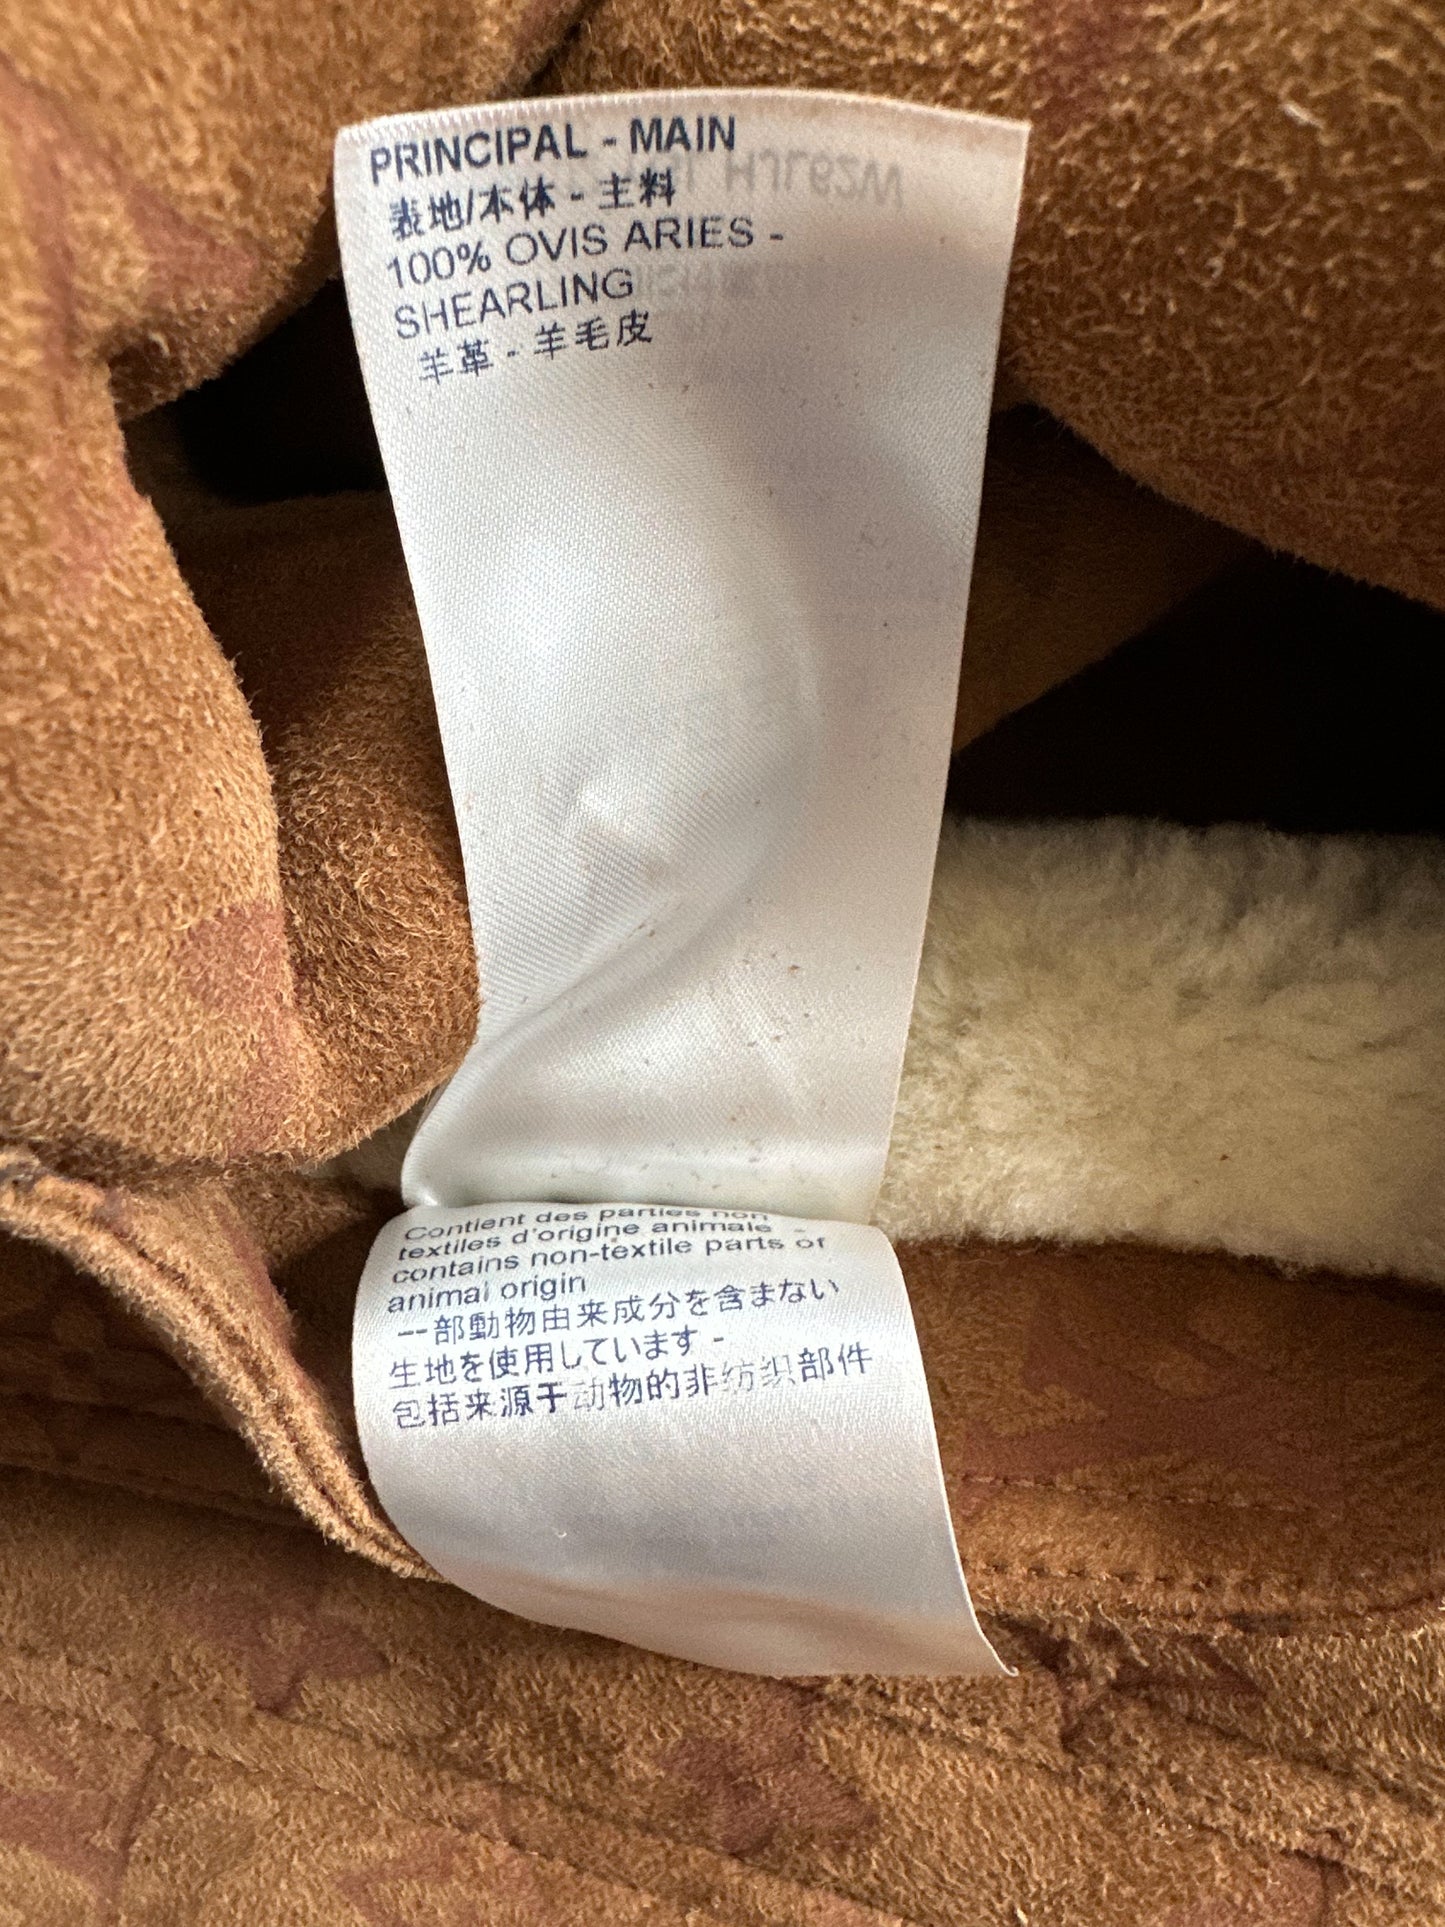 PRINCIPAL - MAIN
表地/本体 - 主料
100% OVIS ARIES -
SHEARLING
羊革 - 羊毛皮
Contient des parties non
textiles d'origine animale -
contains non-textile parts of
animal origin
一部動物由来成分を含まない
生地を使用しています -
包括来源于动物的非纺织部件